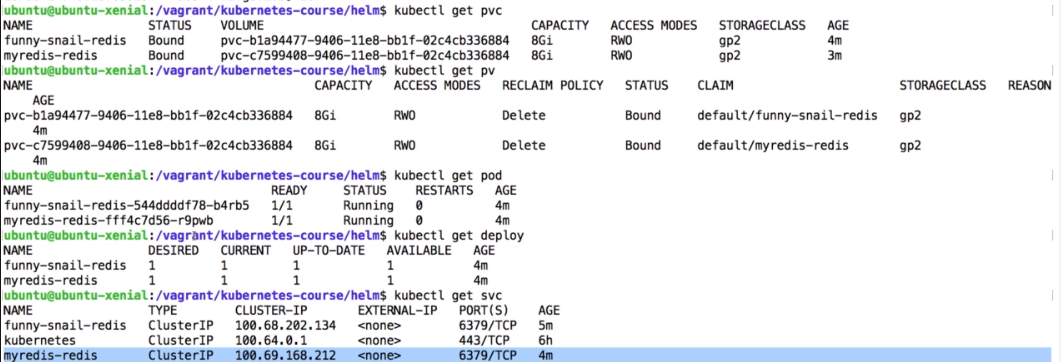 ubuntu@ubuntu-xenial:/vagrant/kubernetes-course/helm$ kubectl get pvc
NAME STATUS VOLUME CAPACITY ACCESS MODES STORAGECLASS AGE
funny-snail-redis Bound pvc-b1a94477-9406-11e8-bb1f-02c4cb336884 8Gi RWO gp2 4m
myredis-redis Bound pvc-c7599408-9406-11e8-bb1f-02c4cb336884 8Gi RWO gp2 3m
ubuntu@ubuntu-xenial:/vagrant/kubernetes-course/helm$ kubectl get pv
NAME CAPACITY ACCESS MODES RECLAIM POLICY STATUS CLAIM STORAGECLASS REASON
AGE
pvc-b1a94477-9406-11e8-bb1f-02c4cb336884 8Gi RWO Delete Bound default/funny-snail-redis gp2
4m
pvc-c7599408-9406-11e8-bb1f-02c4cb336884 8Gi RWO Delete Bound default/myredis-redis gp2
4m
ubuntu@ubuntu-xenial:/vagrant/kubernetes-course/helm$ kubectl get pod
NAME READY STATUS RESTARTS AGE
funny-snail-redis-544ddddf78-b4rb5 1/1 Running 0 4m
myredis-redis-fff4c7d56-r9pwb 1/1 Running 0 4m
ubuntu@ubuntu-xenial:/vagrant/kubernetes-course/helm$ kubectl get deploy
NAME DESIRED CURRENT UP-TO-DATE AVAILABLE AGE
funny-snail-redis 1 1 1 1 4m
myredis-redis 1 1 1 1 4m
ubuntu@ubuntu-xenial:/vagrant/kubernetes-course/helm$ kubectl get svc
NAME TYPE CLUSTER-IP EXTERNAL-IP PORT(S) AGE
funny-snail-redis ClusterIP 100.68.202.134 <none> 6379/TCP 5m
kubernetes ClusterIP 100.64.0.1 <none> 443/TCP 6h
myredis-redis ClusterIP 100.69.168.212 <none> 6379/TCP 4m